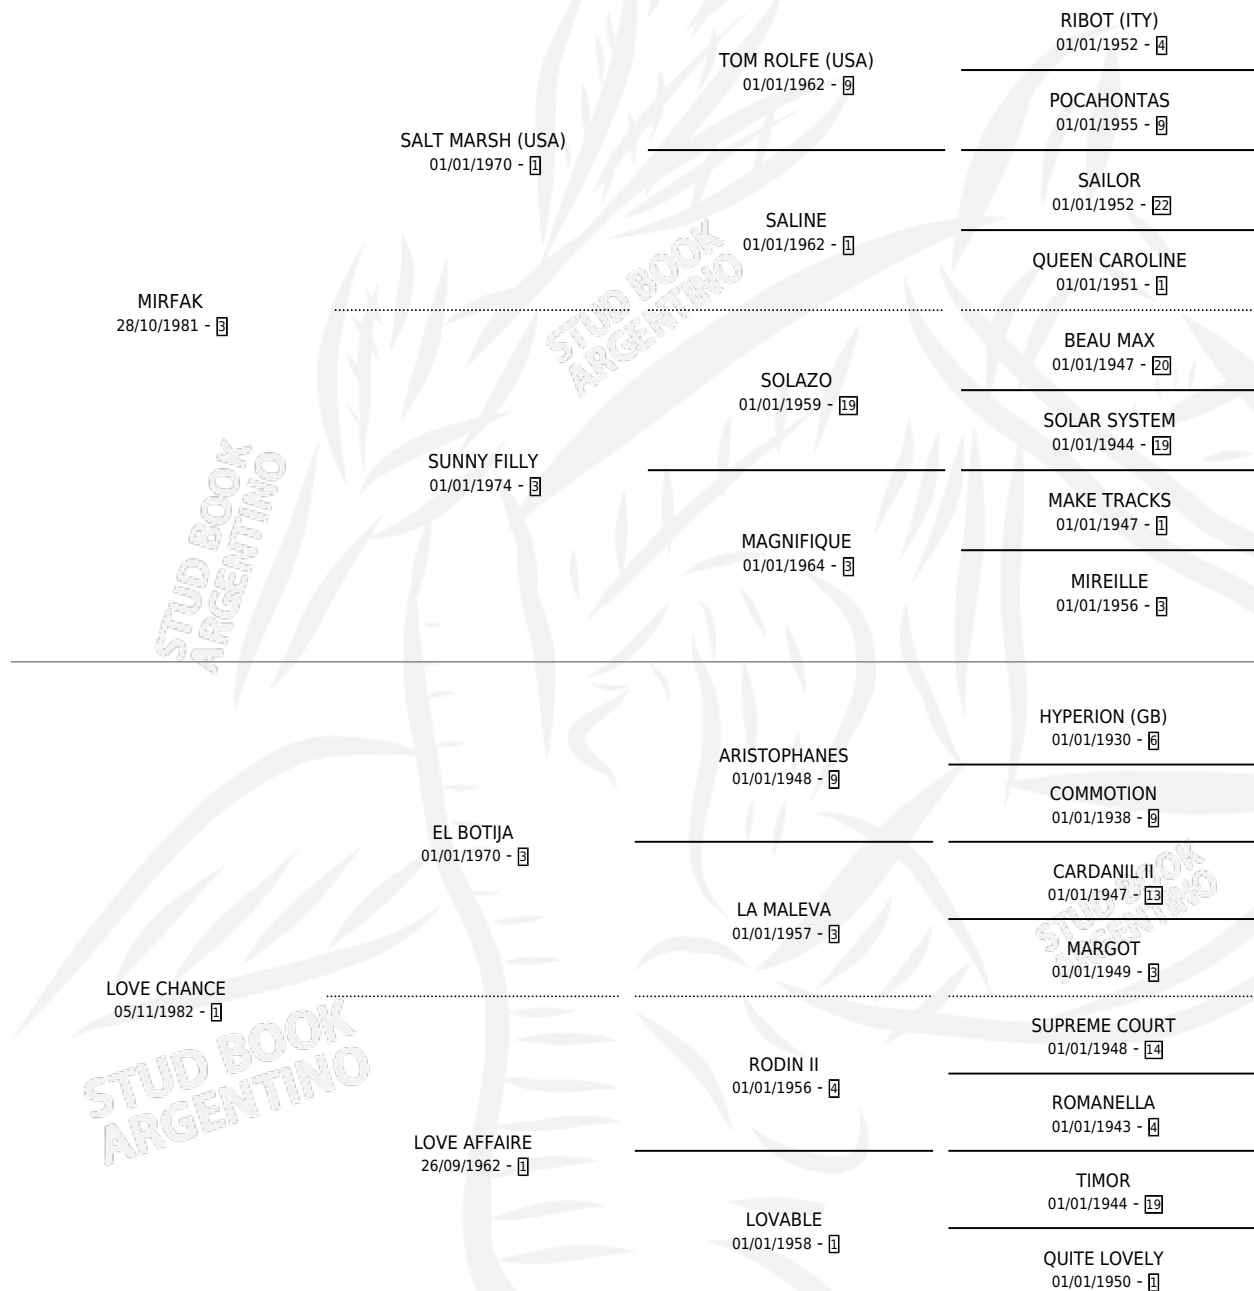 RIBOT (ITY)
01/01/1952 - 4
TOM ROLFE (USA)
01/01/1962 - 9
POCAHONTAS
01/01/1955 - 9
SALT MARSH (USA)
01/01/1970 - 1
SAILOR
01/01/1952 - 22
SALINE
01/01/1962 - 1
QUEEN CAROLINE
01/01/1951 - 1
MIRFAK
28/10/1981 - 3
BEAU MAX
01/01/1947 - 20
SOLAZO
01/01/1959 - 19
SOLAR SYSTEM
01/01/1944 - 19
SUNNY FILLY
01/01/1974 - 3
MAKE TRACKS
01/01/1947 - 1
MAGNIFIQUE
01/01/1964 - 3
MIREILLE
01/01/1956 - 3
HYPERION (GB)
01/01/1930 - 6
ARISTOPHANES
01/01/1948 - 9
COMMOTION
01/01/1938 - 9
EL BOTIJA
01/01/1970 - 3
CARDANIL II
01/01/1947 - 13
LA MALEVA
01/01/1957 - 3
MARGOT
01/01/1949 - 3
LOVE CHANCE
05/11/1982 - 1
SUPREME COURT
01/01/1948 - 14
RODIN II
01/01/1956 - 4
ROMANELLA
01/01/1943 - 4
LOVE AFFAIRE
26/09/1962 - 1
TIMOR
01/01/1944 - 19
LOVABLE
01/01/1958 - 1
QUITE LOVELY
01/01/1950 - 1
STUD BOOK
ARGENTINO
STUD BOOK
ARGENTINO
STUD BOOK
ARGENTINO
STUD BOOK
ARGENTINO